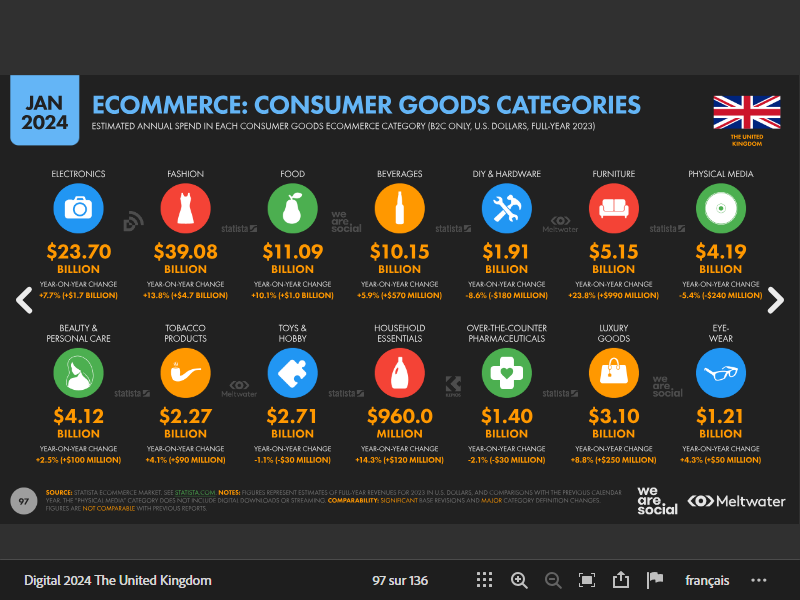 JAN
2024
ECOMMERCE: CONSUMER GOODS CATEGORIES
ESTIMATED ANNUAL SPEND IN EACH CONSUMER GOODS ECOMMERCE CATEGORY (B2C ONLY, U.S. DOLLARS, FULL-YEAR 2023)
THE UNITED
KINGDOM
ELECTRONICS FASHION FOOD BEVERAGES DIY & HARDWARE FURNITURE PHYSICAL MEDIA
statista we are social statista Meltwater statista
$23.70 $39.08 $11.09 $10.15 $1.91 $5.15 $4.19
BILLION BILLION BILLION BILLION BILLION BILLION BILLION
YEAR-ON-YEAR CHANGE YEAR-ON-YEAR CHANGE YEAR-ON-YEAR CHANGE YEAR-ON-YEAR CHANGE YEAR-ON-YEAR CHANGE YEAR-ON-YEAR CHANGE YEAR-ON-YEAR CHANGE
+7.7% (+$1.7 BILLION) +13.8% (+$4.7 BILLION) +10.1% (+$1.0 BILLION) +5.9% (+$570 MILLION) -8.6% (-$180 MILLION) +23.8% (+$990 MILLION) -5.4% (-$240 MILLION)
BEAUTY & TOBACCO TOYS & HOUSEHOLD OVER-THE-COUNTER LUXURY EYE-
PERSONAL CARE PRODUCTS HOBBY ESSENTIALS PHARMACEUTICALS GOODS WEAR
statista Meltwater statista KEPIOS statista we are social
$4.12 $2.27 $2.71 $960.0 $1.40 $3.10 $1.21
BILLION BILLION BILLION MILLION BILLION BILLION BILLION
YEAR-ON-YEAR CHANGE YEAR-ON-YEAR CHANGE YEAR-ON-YEAR CHANGE YEAR-ON-YEAR CHANGE YEAR-ON-YEAR CHANGE YEAR-ON-YEAR CHANGE YEAR-ON-YEAR CHANGE
+2.5% (+$100 MILLION) +4.1% (+$90 MILLION) -1.1% (-$30 MILLION) +14.3% (+$120 MILLION) -2.1% (-$30 MILLION) +8.8% (+$250 MILLION) +4.3% (+$50 MILLION)
97
SOURCE: STATISTA ECOMMERCE MARKET. SEE STATISTA.COM. NOTES: FIGURES REPRESENT ESTIMATES OF FULL-YEAR REVENUES FOR 2023 IN U.S. DOLLARS, AND COMPARISONS WITH THE PREVIOUS CALENDAR
YEAR. THE "PHYSICAL MEDIA" CATEGORY DOES NOT INCLUDE DIGITAL DOWNLOADS OR STREAMING. COMPARABILITY: SIGNIFICANT BASE REVISIONS AND MAJOR CATEGORY DEFINITION CHANGES.
FIGURES ARE NOT COMPARABLE WITH PREVIOUS REPORTS.
we
are.
social
Meltwater
Digital 2024 The United Kingdom 97 sur 136 français